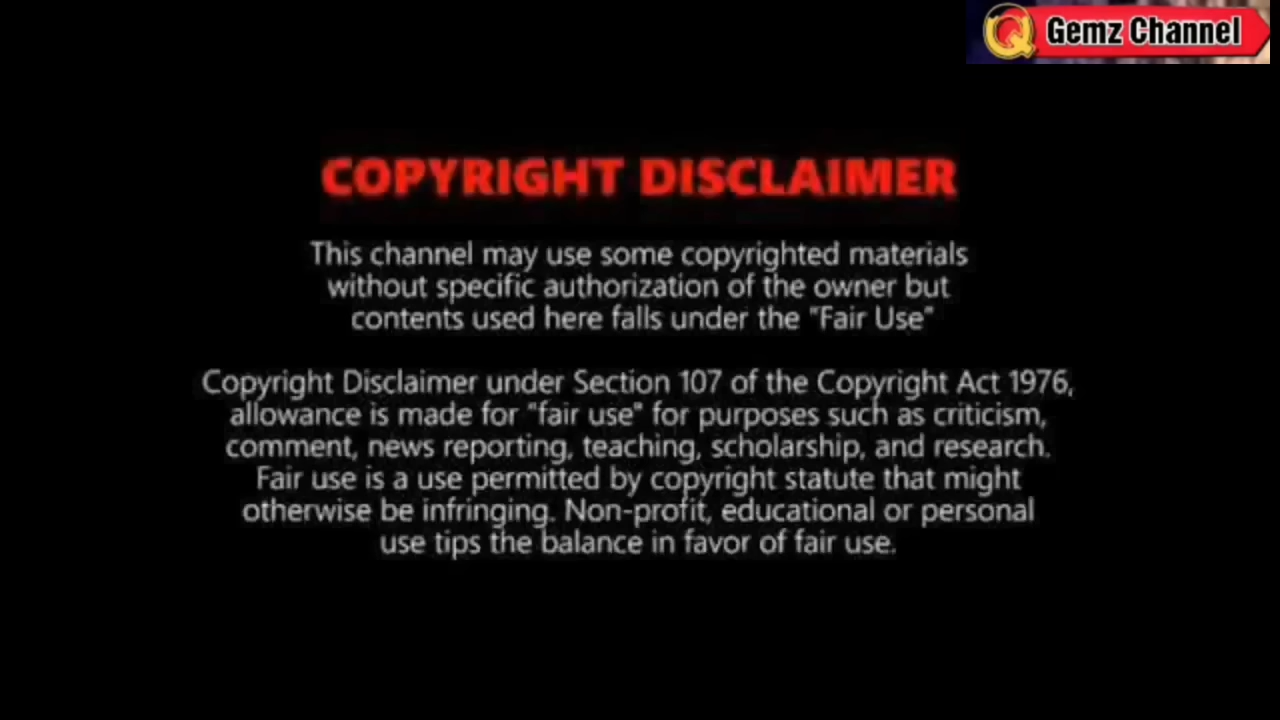 Gemz Channel
COPYRIGHT DISCLAIMER
This channel may use some copyrighted materials
without specific authorization of the owner but
contents used here falls under the "Fair Use"
Copyright Disclaimer under Section 107 of the Copyright Act 1976,
allowance is made for "fair use" for purposes such as criticism,
comment, news reporting, teaching, scholarship, and research.
Fair use is a use permitted by copyright statute that might
otherwise be infringing. Non-profit, educational or personal
use tips the balance in favor of fair use.